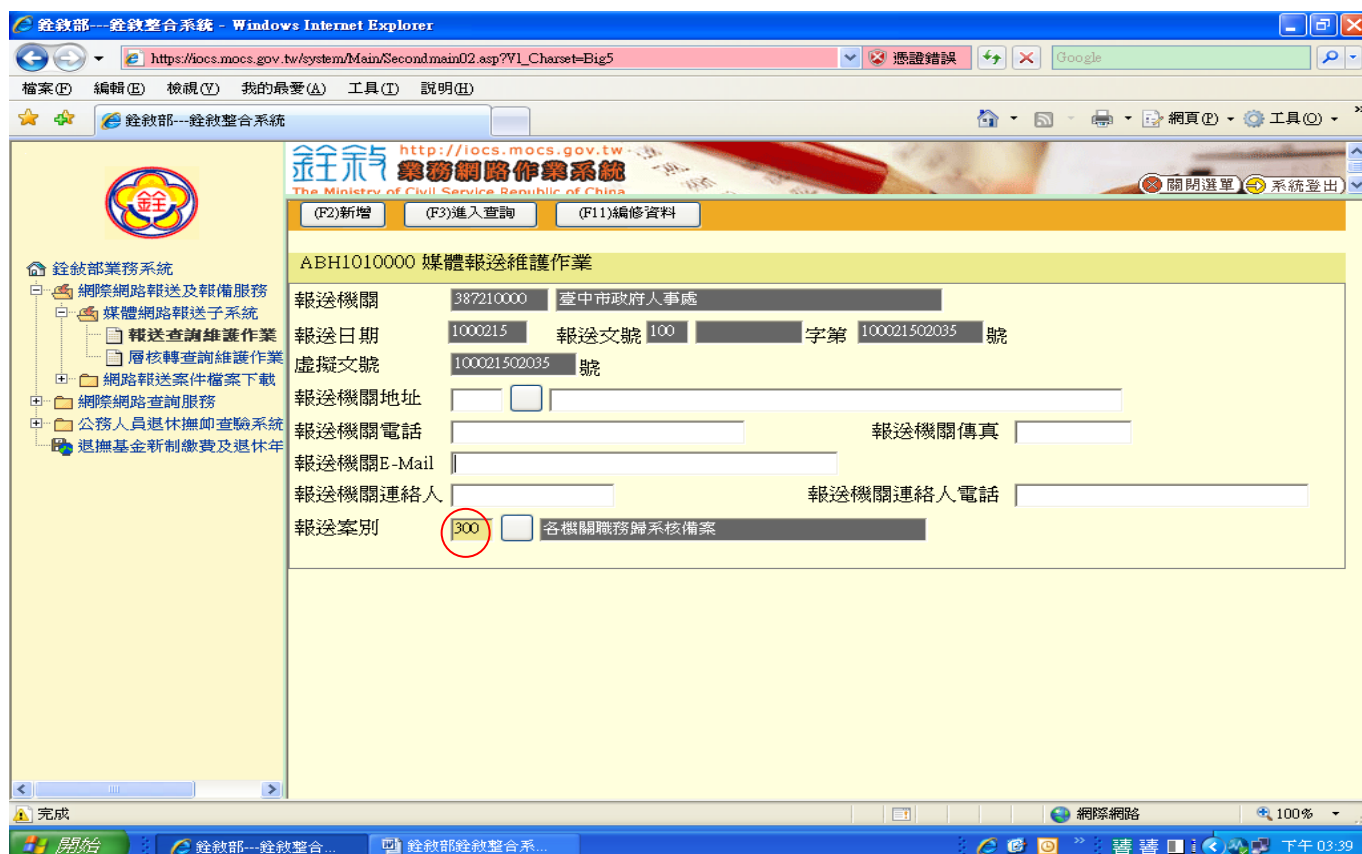 銓敘部---銓敘整合系統 - Windows Internet Explorer
https://iocs.mocs.gov.tw/system/Main/Secondmain02.asp?V1_Charset=Big5 憑證錯誤 Google
檔案(F) 編輯(E) 檢視(V) 我的最愛(A) 工具(T) 說明(H)
銓敘部---銓敘整合系統 網頁(P) 工具(O)
http://iocs.mocs.gov.tw
業務網路作業系統
The Ministry of Civil Service Republic of China
關閉選單 系統登出
銓
(F2)新增 (F3)進入查詢 (F11)編修資料
銓敍部業務系統
網際網路報送及報備服務
媒體網路報送子系統
報送查詢維護作業
層核轉查詢維護作業
網路報送案件檔案下載
網際網路查詢服務
公務人員退休撫卹查驗系統
退撫基金新制繳費及退休年
ABH1010000 媒體報送維護作業
報送機關 387210000 臺中市政府人事處
報送日期 1000215 報送文號 100 字第 100021502035 號
虛擬文號 100021502035 號
報送機關地址
報送機關電話 報送機關傳真
報送機關E-Mail
報送機關連絡人 報送機關連絡人電話
報送案別 300 各機關職務歸系核備案
完成 網際網路 100%
開始 銓敘部---銓敘整合... 銓敘部銓敘整合系... 下午 03:39